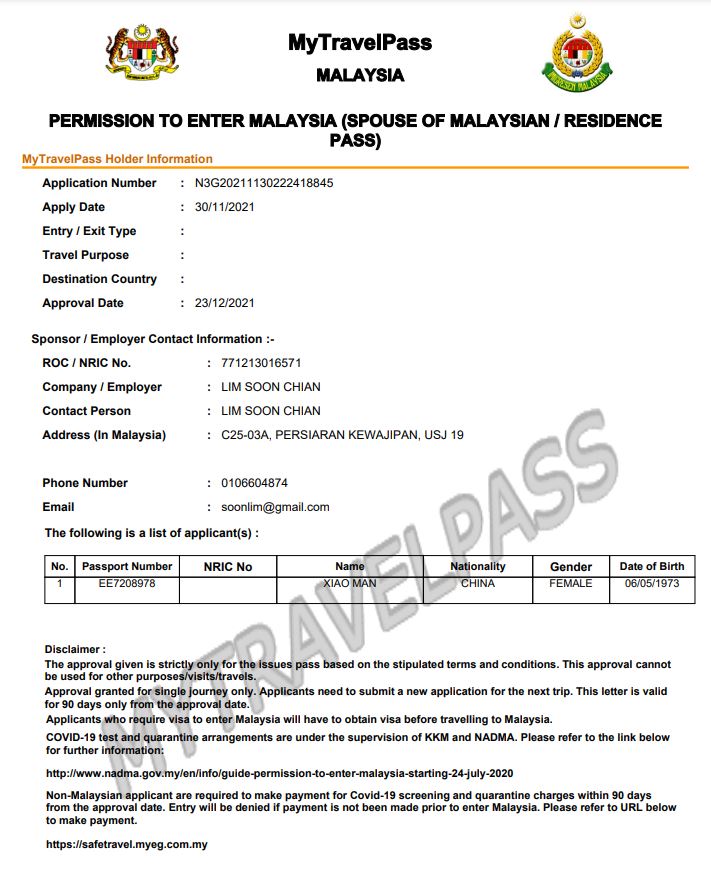 MyTravelPass
MALAYSIA
IMIGRESEN MALAYSIA
PERMISSION TO ENTER MALAYSIA (SPOUSE OF MALAYSIAN / RESIDENCE
PASS)
MyTravelPass Holder Information
Application Number : N3G20211130222418845
Apply Date : 30/11/2021
Entry / Exit Type :
Travel Purpose :
Destination Country :
Approval Date : 23/12/2021
Sponsor / Employer Contact Information :-
ROC / NRIC No. : 771213016571
Company / Employer : LIM SOON CHIAN
Contact Person : LIM SOON CHIAN
Address (In Malaysia) : C25-03A, PERSIARAN KEWAJIPAN, USJ 19
Phone Number : 0106604874
Email : soonlim@gmail.com
The following is a list of applicant(s) :
No. Passport Number NRIC No Name Nationality Gender Date of Birth
1 EE7208978 XIAO MAN CHINA FEMALE 06/05/1973
MYTRAVELPASS
Disclaimer :
The approval given is strictly only for the issues pass based on the stipulated terms and conditions. This approval cannot
be used for other purposes/visits/travels.
Approval granted for single journey only. Applicants need to submit a new application for the next trip. This letter is valid
for 90 days only from the approval date.
Applicants who require visa to enter Malaysia will have to obtain visa before travelling to Malaysia.
COVID-19 test and quarantine arrangements are under the supervision of KKM and NADMA. Please refer to the link below
for further information:
http://www.nadma.gov.my/en/info/guide-permission-to-enter-malaysia-starting-24-july-2020
Non-Malaysian applicant are required to make payment for Covid-19 screening and quarantine charges within 90 days
from the approval date. Entry will be denied if payment is not been made prior to enter Malaysia. Please refer to URL below
to make payment.
https://safetravel.myeg.com.my